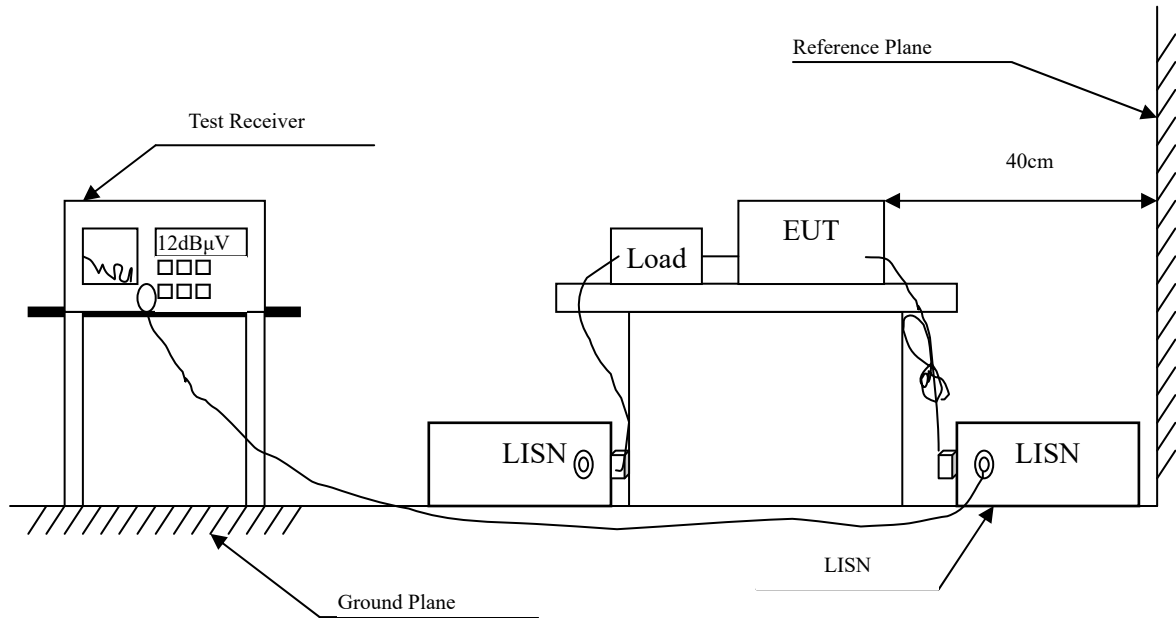 Reference Plane
Test Receiver
40cm
12dBμV
EUT
Load
LISN
LISN
LISN
Ground Plane